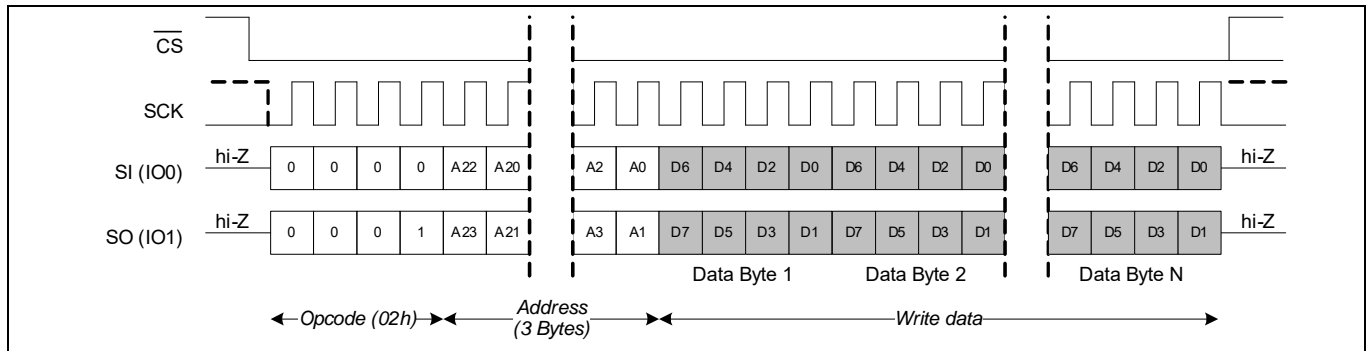 CS
SCK
SI (IO0) hi-Z 0 0 0 0 A22 A20 A2 A0 D6 D4 D2 D0 D6 D4 D2 D0 D6 D4 D2 D0 hi-Z
SO (IO1) hi-Z 0 0 0 1 A23 A21 A3 A1 D7 D5 D3 D1 D7 D5 D3 D1 D7 D5 D3 D1 hi-Z
Data Byte 1 Data Byte 2 Data Byte N
Opcode (02h) Address (3 Bytes) Write data